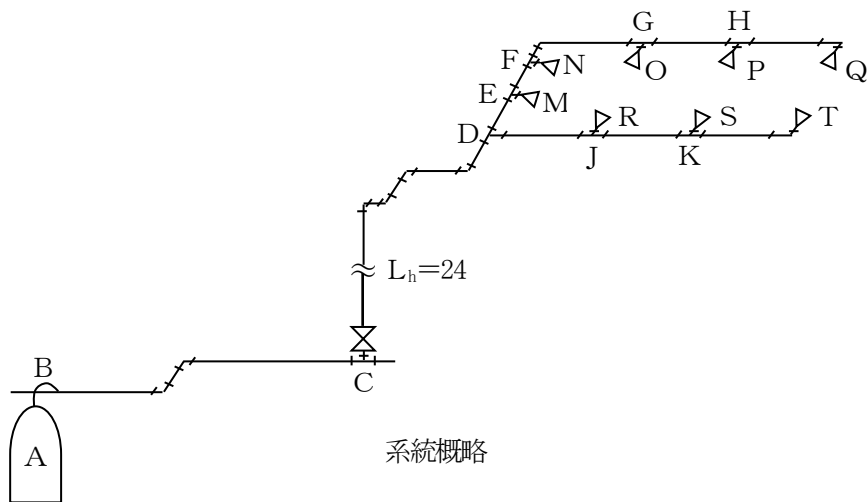 G H
F N O P Q
E M
D R S T
J K
Lₕ=24
B
C
A
系統概略